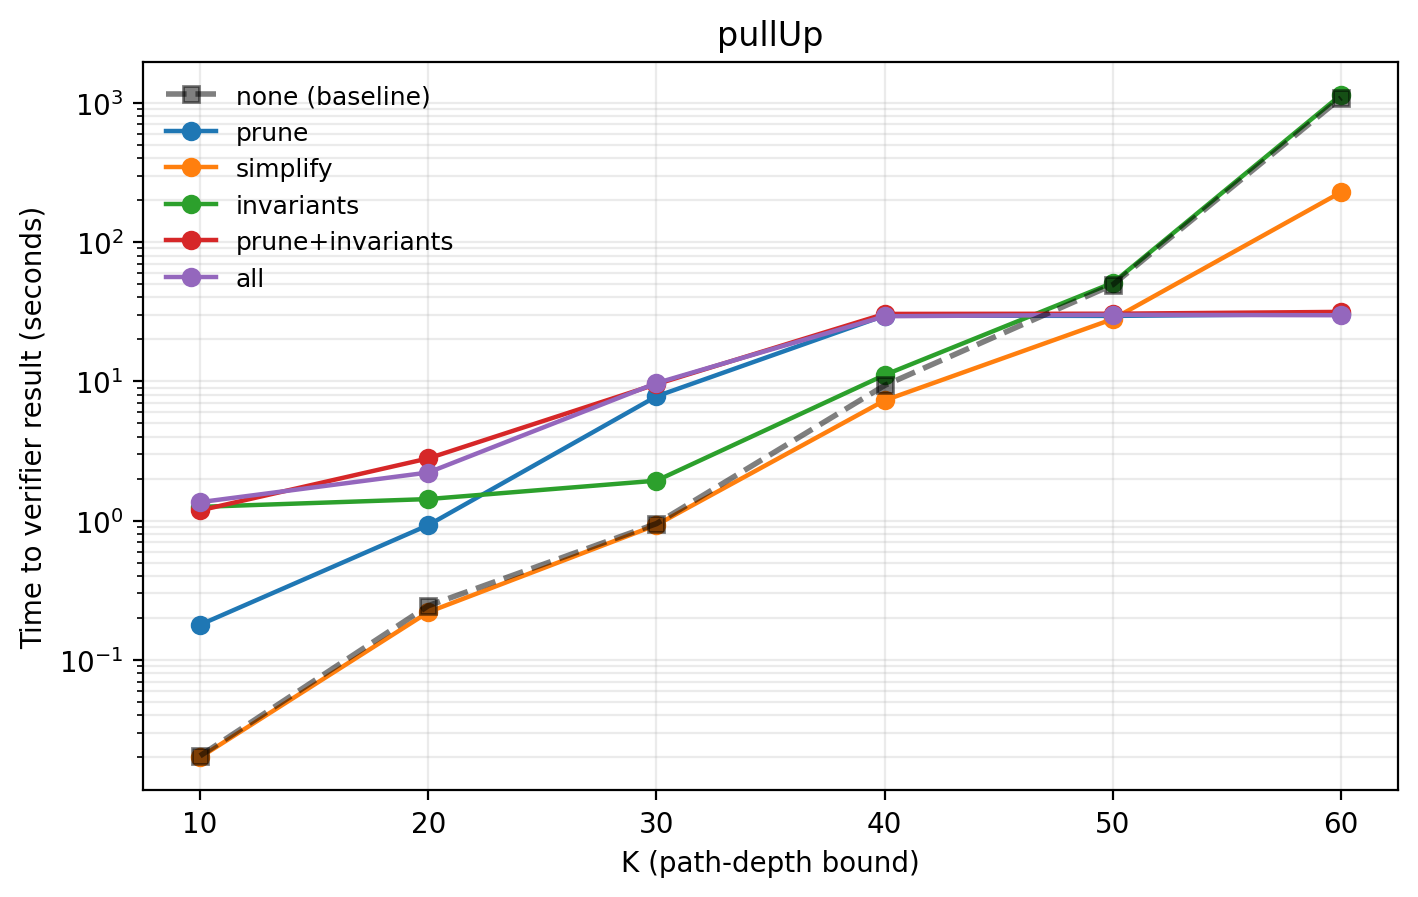 pullUp
none (baseline)
prune
simplify
invariants
prune+invariants
all
Time to verifier result (seconds)
10³
10²
10¹
10⁰
10⁻¹
10 20 30 40 50 60
K (path-depth bound)